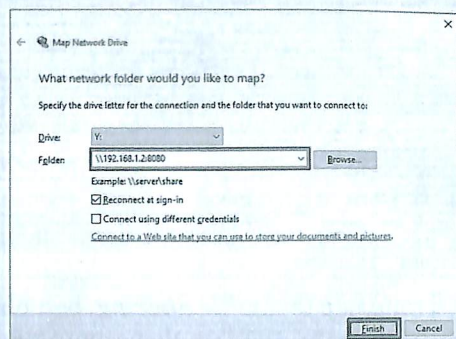 Map Network Drive
What network folder would you like to map?
Specify the drive letter for the connection and the folder that you want to connect to:
Drive: Y:
Folder: \\192.168.1.2:8080 Browse...
Example: \\server\share
Reconnect at sign-in
Connect using different credentials
Connect to a Web site that you can use to store your documents and pictures.
Finish Cancel